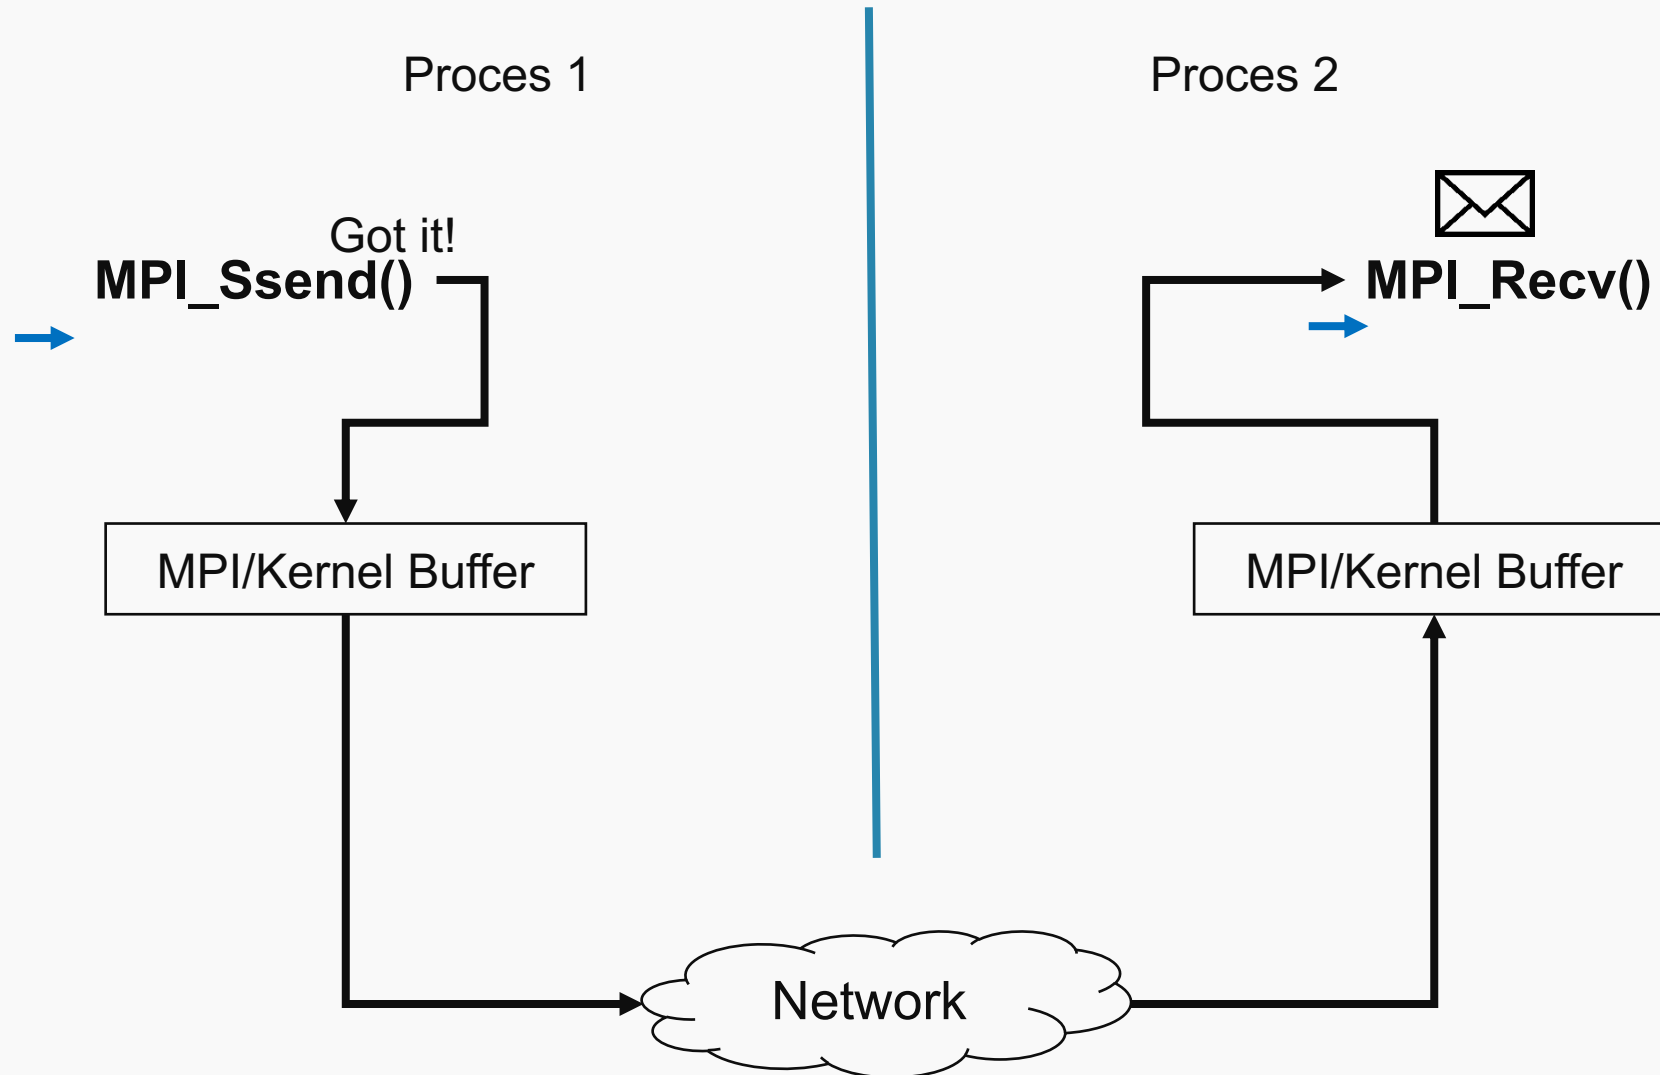 Proces 1
Proces 2
Got it!
MPI_Ssend()
MPI_Recv()
MPI/Kernel Buffer
MPI/Kernel Buffer
Network